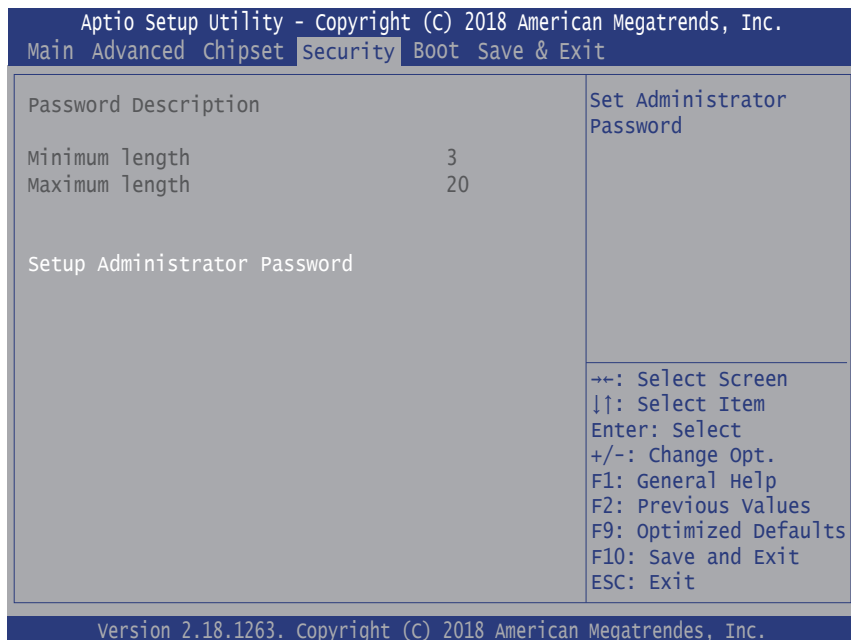 Aptio Setup Utility - Copyright (C) 2018 American Megatrends, Inc.
Main Advanced Chipset Security Boot Save & Exit
Password Description
Minimum length 3
Maximum length 20
Setup Administrator Password
Set Administrator
Password
→←: Select Screen
↓↑: Select Item
Enter: Select
+/-: Change Opt.
F1: General Help
F2: Previous Values
F9: Optimized Defaults
F10: Save and Exit
ESC: Exit
Version 2.18.1263. Copyright (C) 2018 American Megatrendes, Inc.